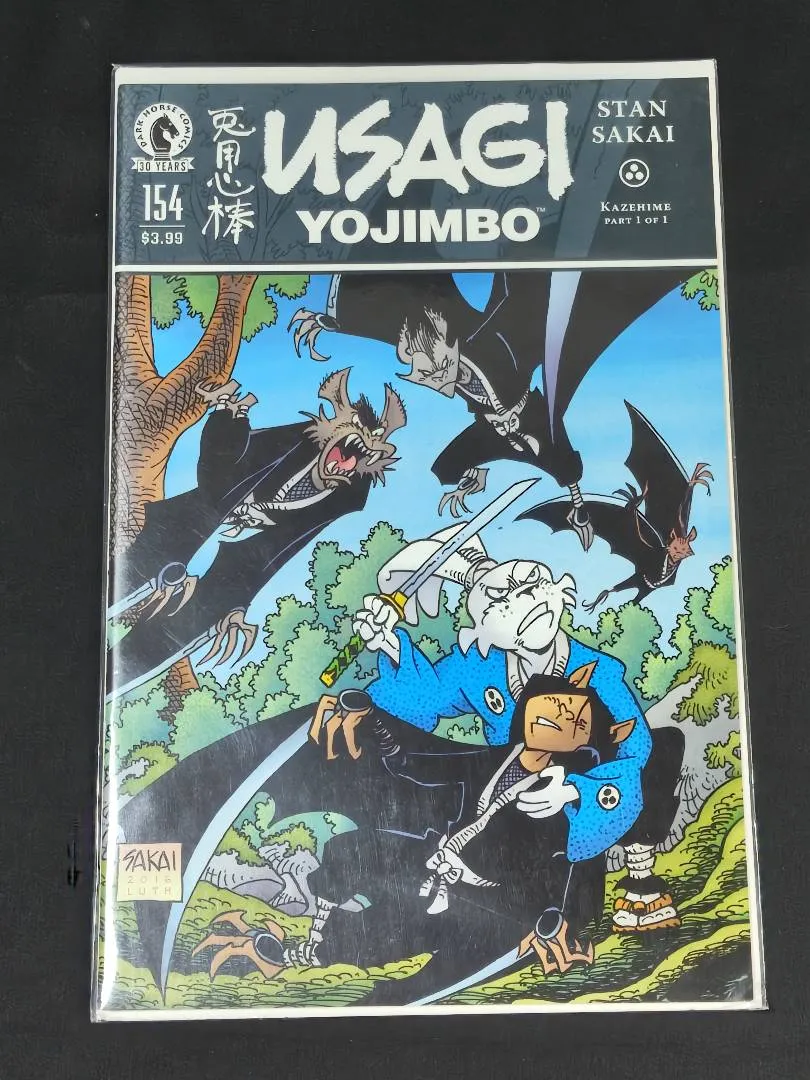 DARK HORSE COMICS
30 YEARS
154
$3.99
兎用心棒
USAGI
YOJIMBO™
STAN
SAKAI
KAZEHIME
PART 1 OF 1
SAKAI
2016
LUTH